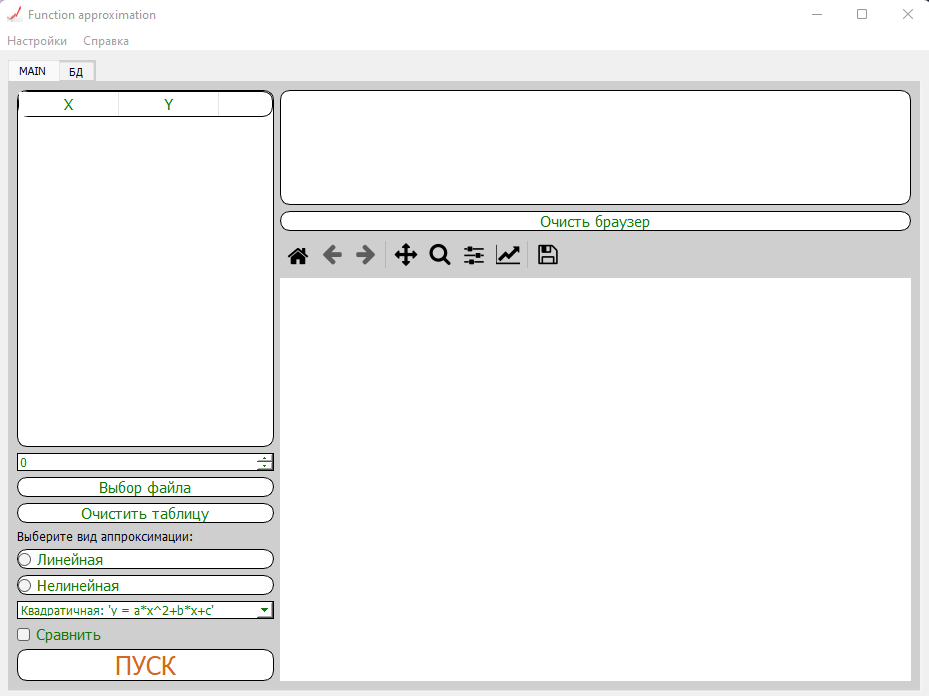 Function approximation
Настройки Справка
MAIN БД
X Y
Очисть браузер
0
Выбор файла
Очистить таблицу
Выберите вид аппроксимации:
Линейная
Нелинейная
Квадратичная: 'y = a*x^2+b*x+c'
Сравнить
ПУСК